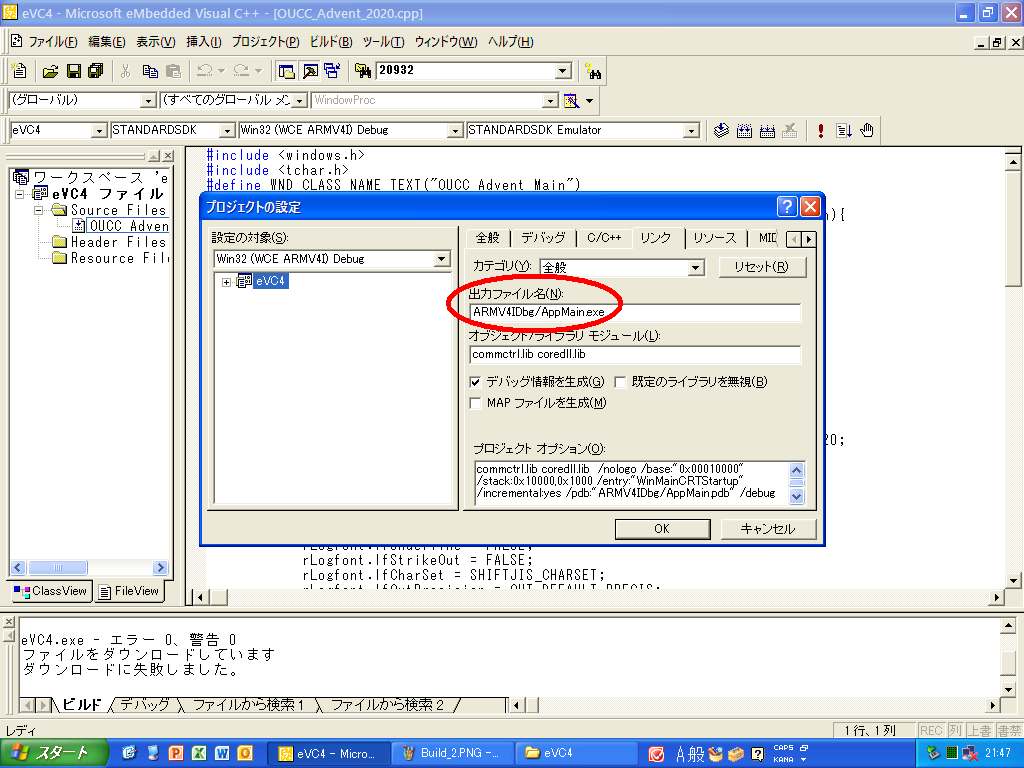 eVC4 - Microsoft eMbedded Visual C++ - [OUCC_Advent_2020.cpp]
ファイル(F) 編集(E) 表示(V) 挿入(I) プロジェクト(P) ビルド(B) ツール(T) ウィンドウ(W) ヘルプ(H)
20932
(グローバル) (すべてのグローバル メン WindowProc
eVC4 STANDARDSDK Win32 (WCE ARMV4I) Debug STANDARDSDK Emulator
ワークスペース 'e
eVC4 ファイル
Source Files
OUCC_Adven
Header Files
Resource Fil
ClassView FileView
#include <windows.h>
#include <tchar.h>
#define WND_CLASS_NAME TEXT("OUCC_Advent_Main")
n){
プロジェクトの設定
設定の対象(S):
Win32 (WCE ARMV4I) Debug
eVC4
全般 デバッグ C/C++ リンク リソース MID
カテゴリ(Y): 全般 リセット(R)
出力ファイル名(N):
ARMV4IDbg/AppMain.exe
オブジェクト/ライブラリ モジュール(L):
commctrl.lib coredll.lib
デバッグ情報を生成(G) 既定のライブラリを無視(B)
MAP ファイルを生成(M)
プロジェクト オプション(O):
commctrl.lib coredll.lib /nologo /base:"0x00010000"
/stack:0x10000,0x1000 /entry:"WinMainCRTStartup"
/incremental:yes /pdb:"ARMV4IDbg/AppMain.pdb" /debug
OK キャンセル
20;
rLogfont.lfUnderline = FALSE;
rLogfont.lfStrikeOut = FALSE;
rLogfont.lfCharSet = SHIFTJIS_CHARSET;
rLogfont.lfOutPrecision = OUT_DEFAULT_PRECIS;
eVC4.exe - エラー 0、警告 0
ファイルをダウンロードしています
ダウンロードに失敗しました。
ビルド デバッグ ファイルから検索 1 ファイルから検索 2
レディ 1 行、1 列 REC 列 上書 書禁
スタート eVC4 - Micro... Build_2.PNG -... eVC4 A 般 CAPS KANA 21:47